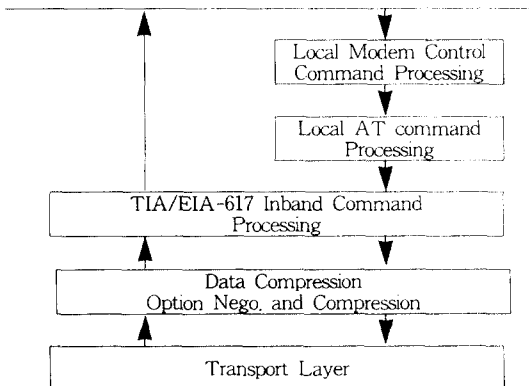 Local Modem Control
Command Processing
Local AT command
Processing
TIA/EIA-617 Inband Command
Processing
Data Compression
Option Nego. and Compression
Transport Layer